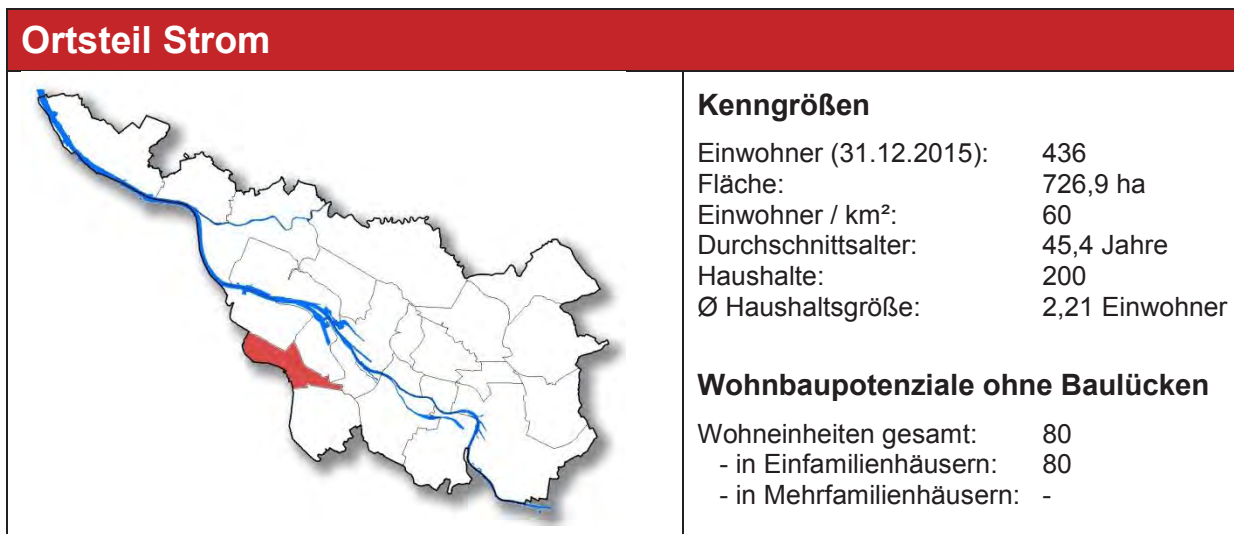 Ortsteil Strom
Kenngrößen
Einwohner (31.12.2015): 436
Fläche: 726,9 ha
Einwohner / km²: 60
Durchschnittsalter: 45,4 Jahre
Haushalte: 200
Ø Haushaltsgröße: 2,21 Einwohner
Wohnbaupotenziale ohne Baulücken
Wohneinheiten gesamt: 80
- in Einfamilienhäusern: 80
- in Mehrfamilienhäusern: -